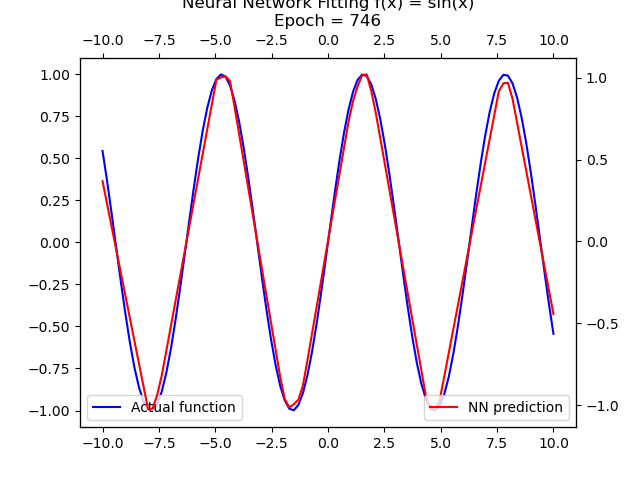 Neural Network Fitting f(x) = sin(x)
Epoch = 746
−10.0 −7.5 −5.0 −2.5 0.0 2.5 5.0 7.5 10.0
1.00
0.75
0.50
0.25
0.00
−0.25
−0.50
−0.75
−1.00
1.0
0.5
0.0
−0.5
−1.0
Actual function
NN prediction
−10.0 −7.5 −5.0 −2.5 0.0 2.5 5.0 7.5 10.0